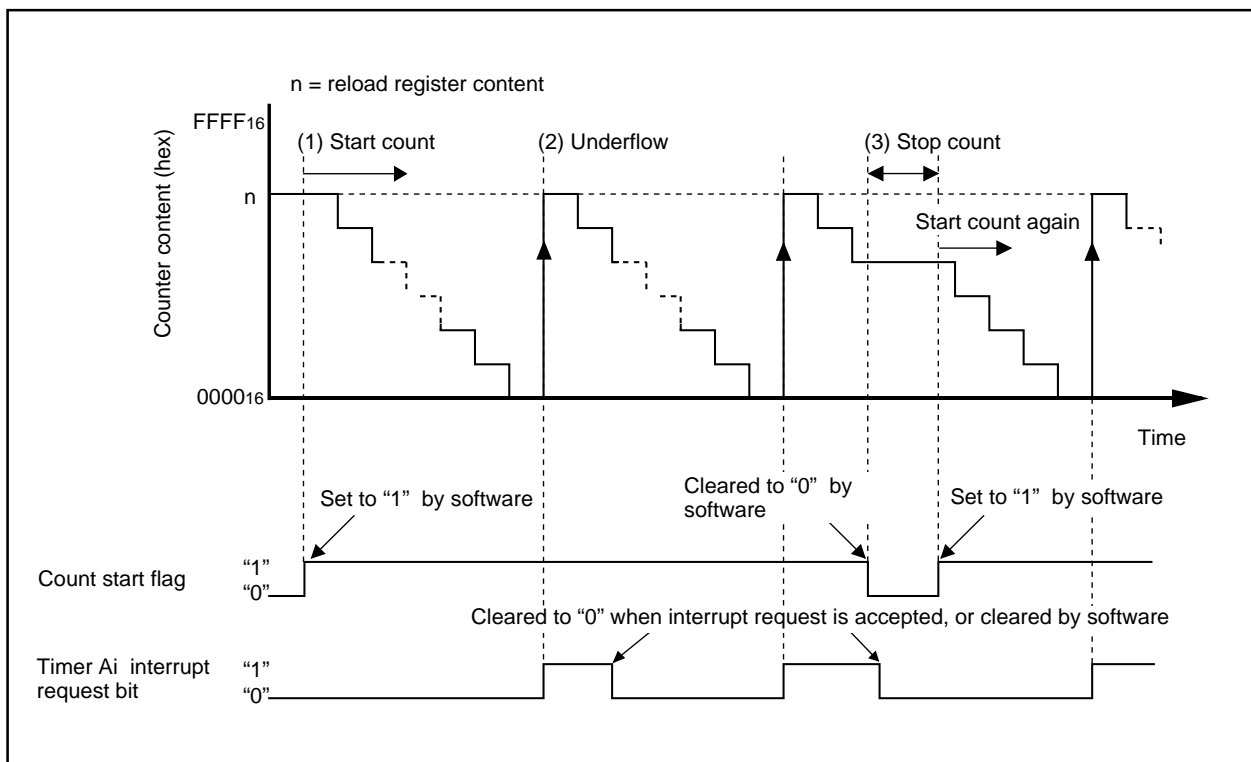 n = reload register content
FFFF16
(1) Start count
(2) Underflow
(3) Stop count
n
Start count again
Counter content (hex)
000016
Time
Set to “1” by software
Cleared to “0” by
software
Set to “1” by software
Count start flag
“1”
“0”
Cleared to “0” when interrupt request is accepted, or cleared by software
Timer Ai interrupt
request bit
“1”
“0”